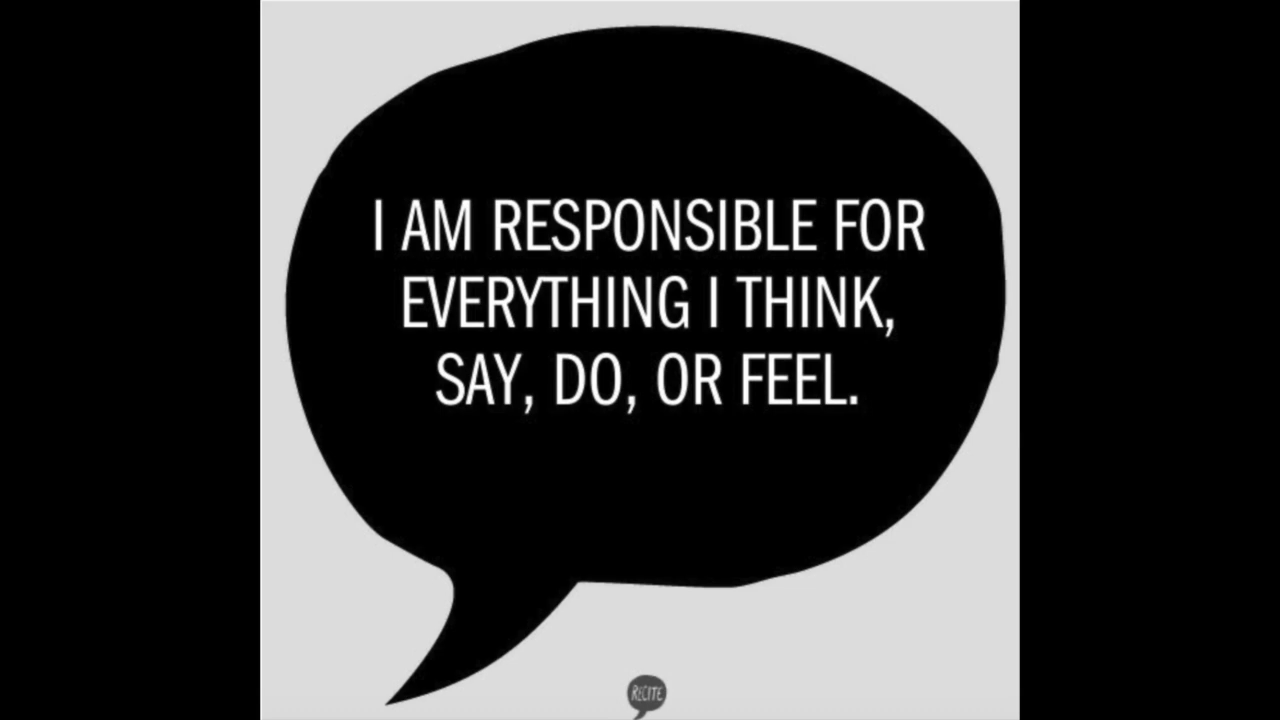 I AM RESPONSIBLE FOR
EVERYTHING I THINK,
SAY, DO, OR FEEL.
RECITE